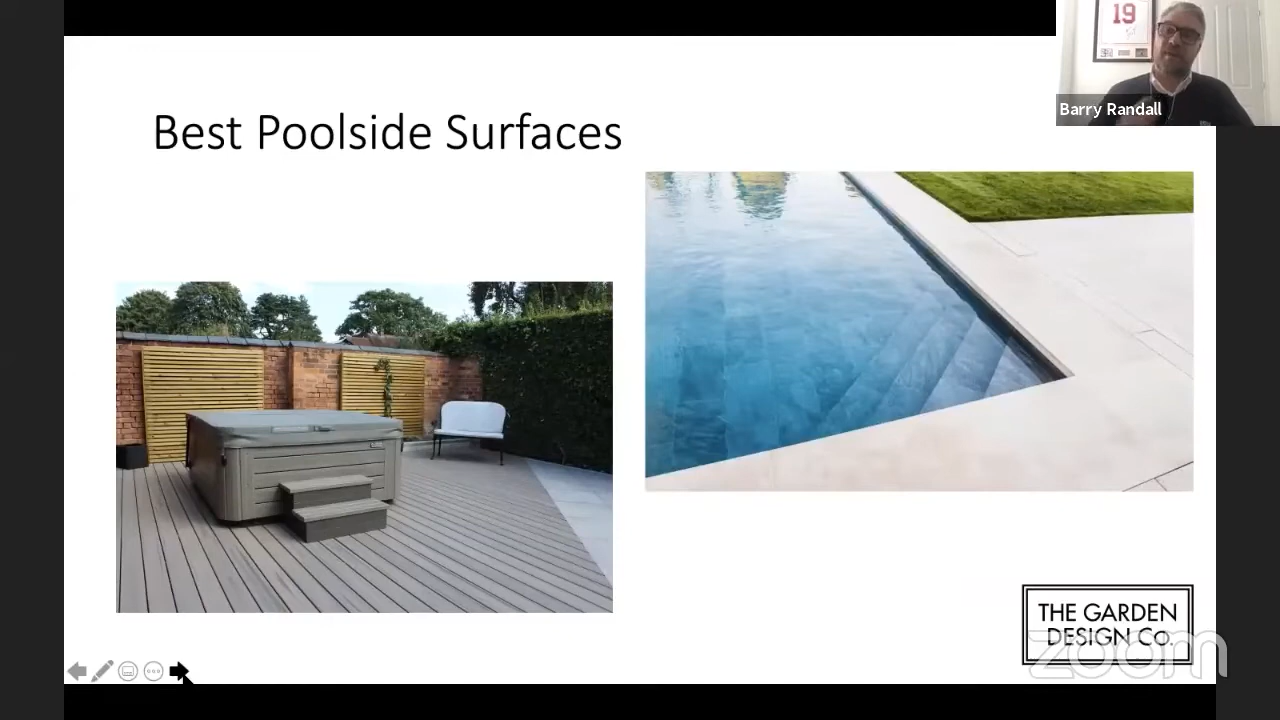 19
Barry Randall
Best Poolside Surfaces
THE GARDEN
DESIGN Co.
zoom